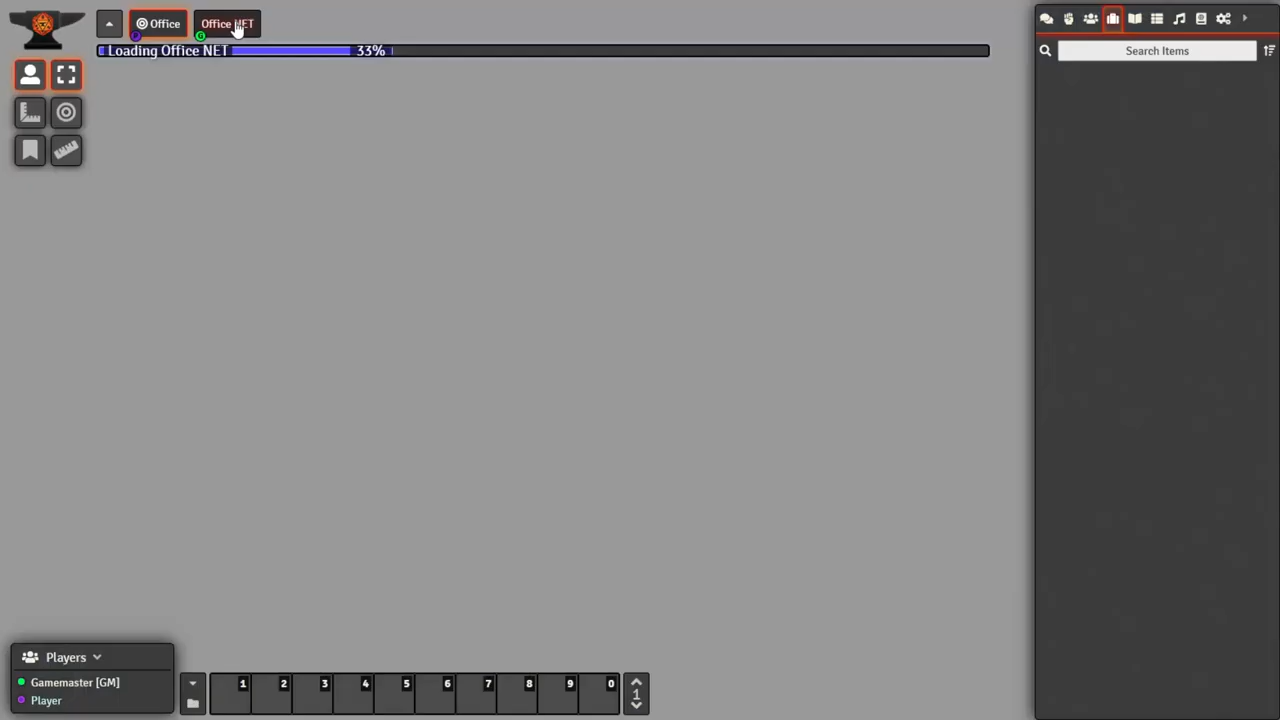 Office
Office NET
P
G
Loading Office NET 33%
Search Items
Players
Gamemaster [GM]
Player
1 2 3 4 5 6 7 8 9 0
1